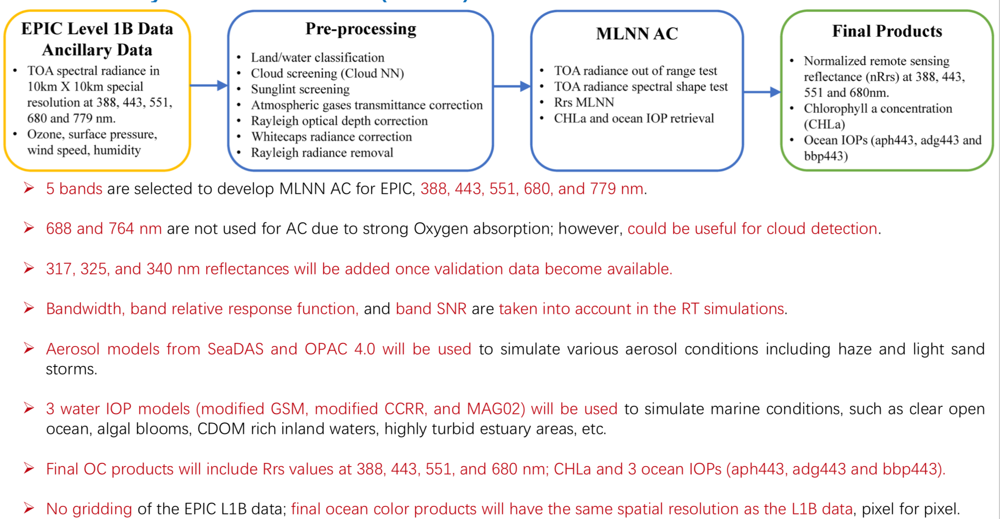 EPIC Level 1B Data
Ancillary Data
• TOA spectral radiance in
10km X 10km special
resolution at 388, 443, 551,
680 and 779 nm.
• Ozone, surface pressure,
wind speed, humidity
Pre-processing
• Land/water classification
• Cloud screening (Cloud NN)
• Sunglint screening
• Atmospheric gases transmittance correction
• Rayleigh optical depth correction
• Whitecaps radiance correction
• Rayleigh radiance removal
MLNN AC
• TOA radiance out of range test
• TOA radiance spectral shape test
• Rrs MLNN
• CHLa and ocean IOP retrieval
Final Products
• Normalized remote sensing
reflectance (nRrs) at 388, 443,
551 and 680nm.
• Chlorophyll a concentration
(CHLa)
• Ocean IOPs (aph443, adg443 and
bbp443)
➢ 5 bands are selected to develop MLNN AC for EPIC, 388, 443, 551, 680, and 779 nm.
➢ 688 and 764 nm are not used for AC due to strong Oxygen absorption; however, could be useful for cloud detection.
➢ 317, 325, and 340 nm reflectances will be added once validation data become available.
➢ Bandwidth, band relative response function, and band SNR are taken into account in the RT simulations.
➢ Aerosol models from SeaDAS and OPAC 4.0 will be used to simulate various aerosol conditions including haze and light sand
storms.
➢ 3 water IOP models (modified GSM, modified CCRR, and MAG02) will be used to simulate marine conditions, such as clear open
ocean, algal blooms, CDOM rich inland waters, highly turbid estuary areas, etc.
➢ Final OC products will include Rrs values at 388, 443, 551, and 680 nm; CHLa and 3 ocean IOPs (aph443, adg443 and bbp443).
➢ No gridding of the EPIC L1B data; final ocean color products will have the same spatial resolution as the L1B data, pixel for pixel.